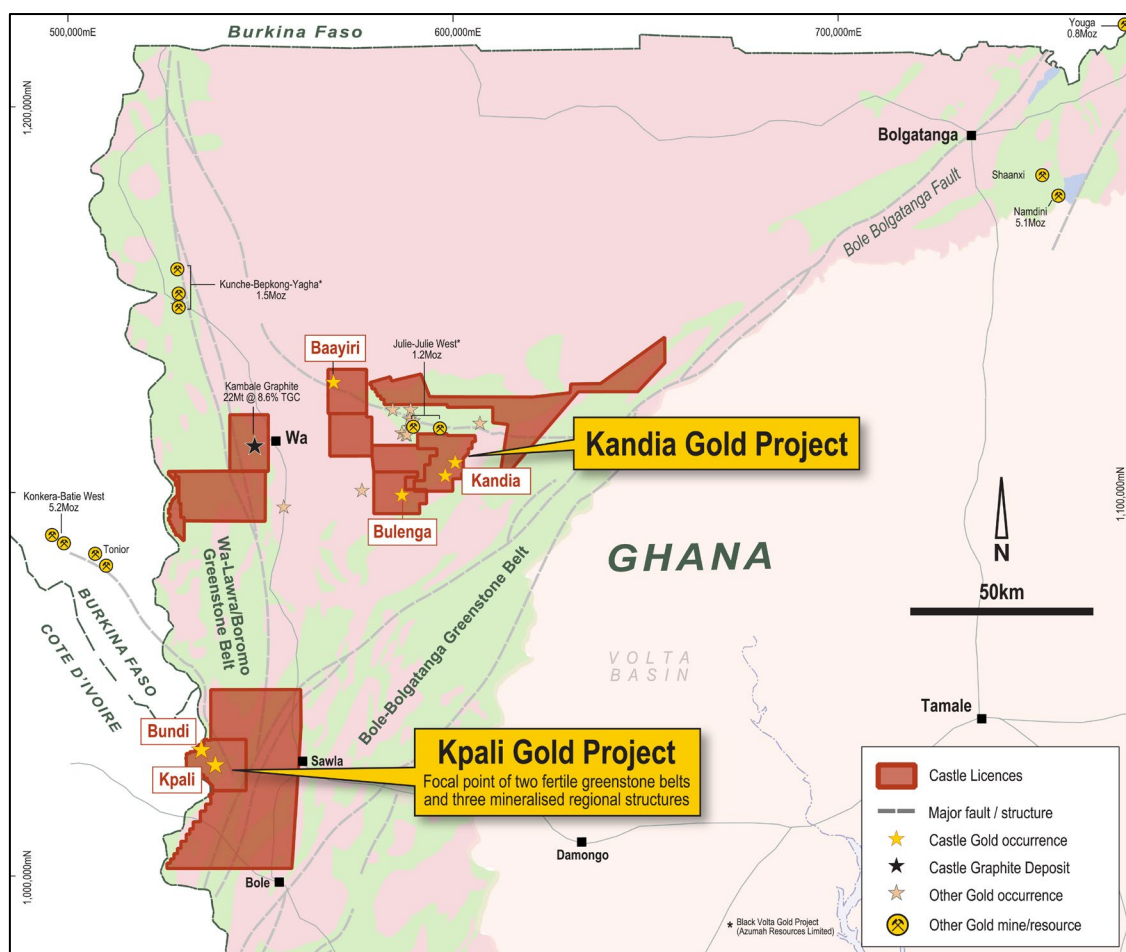 500,000mE
600,000mE
700,000mE
Burkina Faso
Youga
0.8Moz
1,200,000mN
Bolgatanga
Shaanxi
Namdini
5.1Moz
Bole Bolgatanga Fault
Kunche-Bepkong-Yagha*
1.5Moz
Baayiri
Julie-Julie West*
1.2Moz
Kambale Graphite
22Mt @ 8.6% TGC
Wa
Kandia Gold Project
Kandia
Bulenga
1,100,000mN
Konkera-Batie West
5.2Moz
Tonior
Wa-Lawra/Boromo
Greenstone Belt
GHANA
N
50km
BURKINA FASO
COTE D'IVOIRE
Bole-Bolgatanga Greenstone Belt
VOLTA
BASIN
Tamale
Bundi
Kpali
Sawla
Kpali Gold Project
Focal point of two fertile greenstone belts
and three mineralised regional structures
Damongo
Bole
1,000,000mN
Castle Licences
Major fault / structure
Castle Gold occurrence
Castle Graphite Deposit
Other Gold occurrence
Other Gold mine/resource
* Black Volta Gold Project
(Azumah Resources Limited)